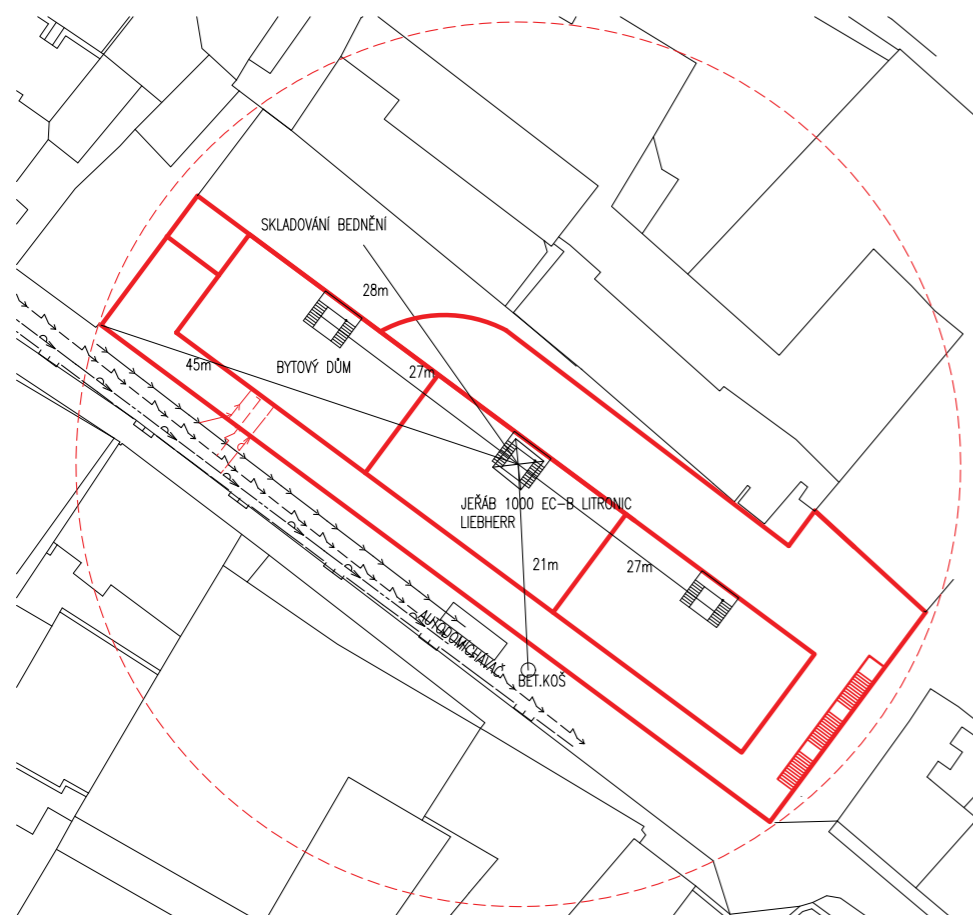 SKLADOVÁNÍ BEDNĚNÍ
28m
45m
BYTOVÝ DŮM
27m
JEŘÁB 1000 EC-B LITRONIC
LIEBHERR
21m
27m
AUTODOMÍCHÁVAČ
BET.KOŠ